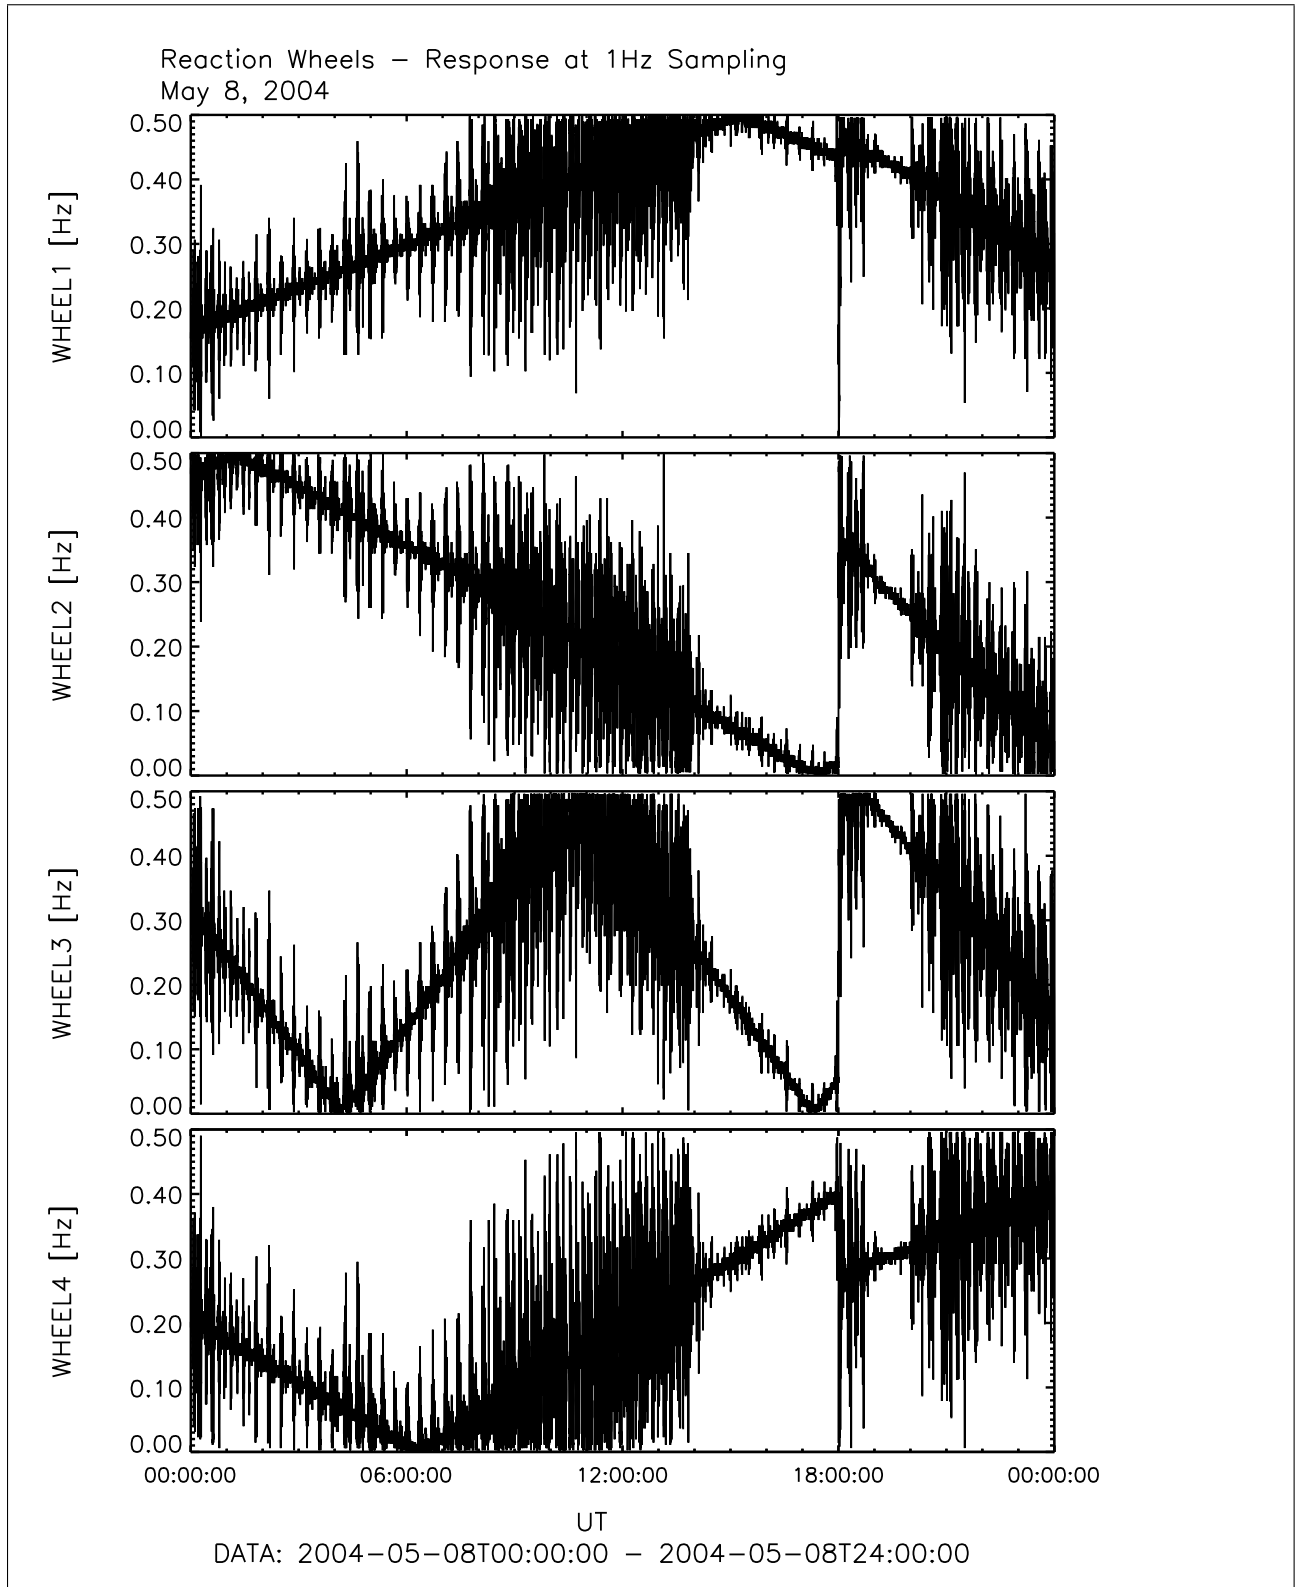 Reaction Wheels – Response at 1Hz Sampling
May 8, 2004
0.50
0.40
0.30
0.20
0.10
0.00
WHEEL1 [Hz]
0.50
0.40
0.30
0.20
0.10
0.00
WHEEL2 [Hz]
0.50
0.40
0.30
0.20
0.10
0.00
WHEEL3 [Hz]
0.50
0.40
0.30
0.20
0.10
0.00
WHEEL4 [Hz]
00:00:00 06:00:00 12:00:00 18:00:00 00:00:00
UT
DATA: 2004–05–08T00:00:00 – 2004–05–08T24:00:00